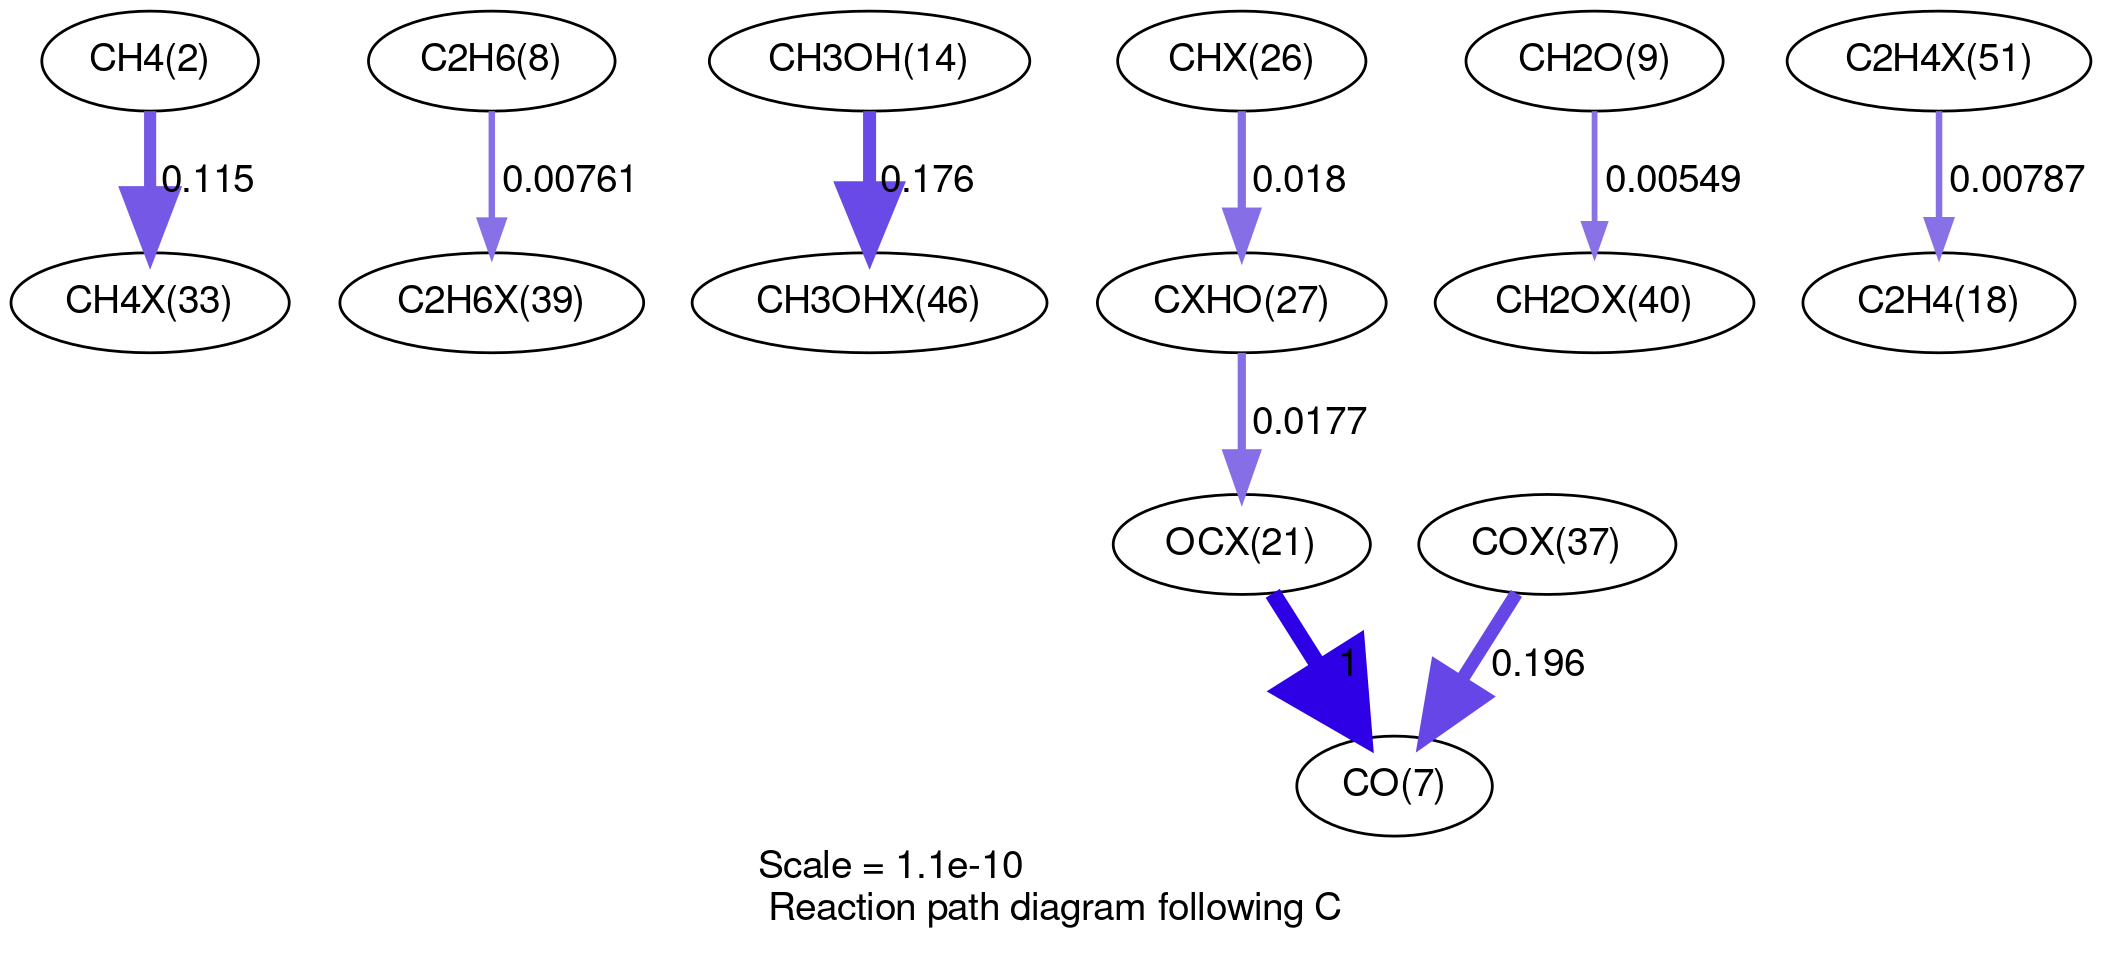 CH4(2)
C2H6(8)
CH3OH(14)
CHX(26)
CH2O(9)
C2H4X(51)
0.115
0.00761
0.176
0.018
0.00549
0.00787
CH4X(33)
C2H6X(39)
CH3OHX(46)
CXHO(27)
CH2OX(40)
C2H4(18)
0.0177
OCX(21)
COX(37)
1
0.196
CO(7)
Scale = 1.1e-10
Reaction path diagram following C